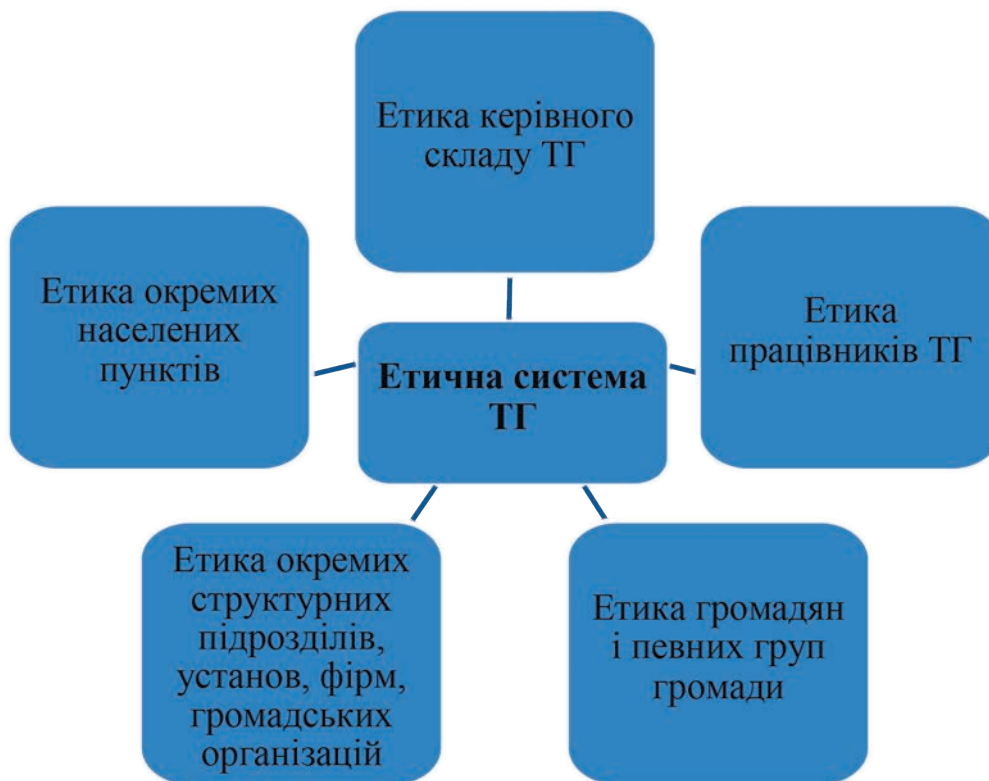 Етика керівного
складу ТГ
Етика окремих
населених
пунктів
Етика
працівників ТГ
Етична система
ТГ
Етика окремих
структурних
підрозділів,
установ, фірм,
громадських
організацій
Етика громадян
і певних груп
громади